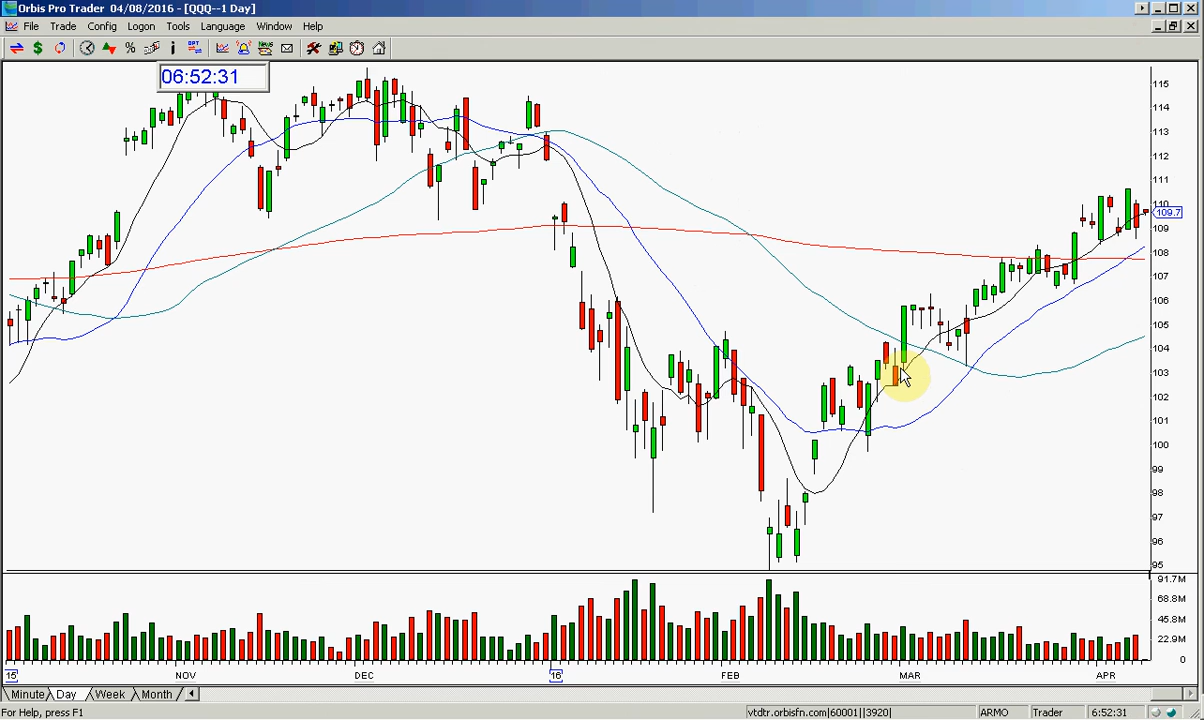 Orbis Pro Trader 04/08/2016 - [QQQ--1 Day]
File Trade Config Logon Tools Language Window Help
06:52:31
115
114
113
112
111
110
109.7
109
108
107
106
105
104
103
102
101
100
99
98
97
96
95
91.7M
68.8M
45.8M
22.9M
0
15 NOV DEC 16 FEB MAR APR
Minute Day Week Month
For Help, press F1 vtdtr.orbisfn.com|60001||3920| ARMO Trader 6:52:31